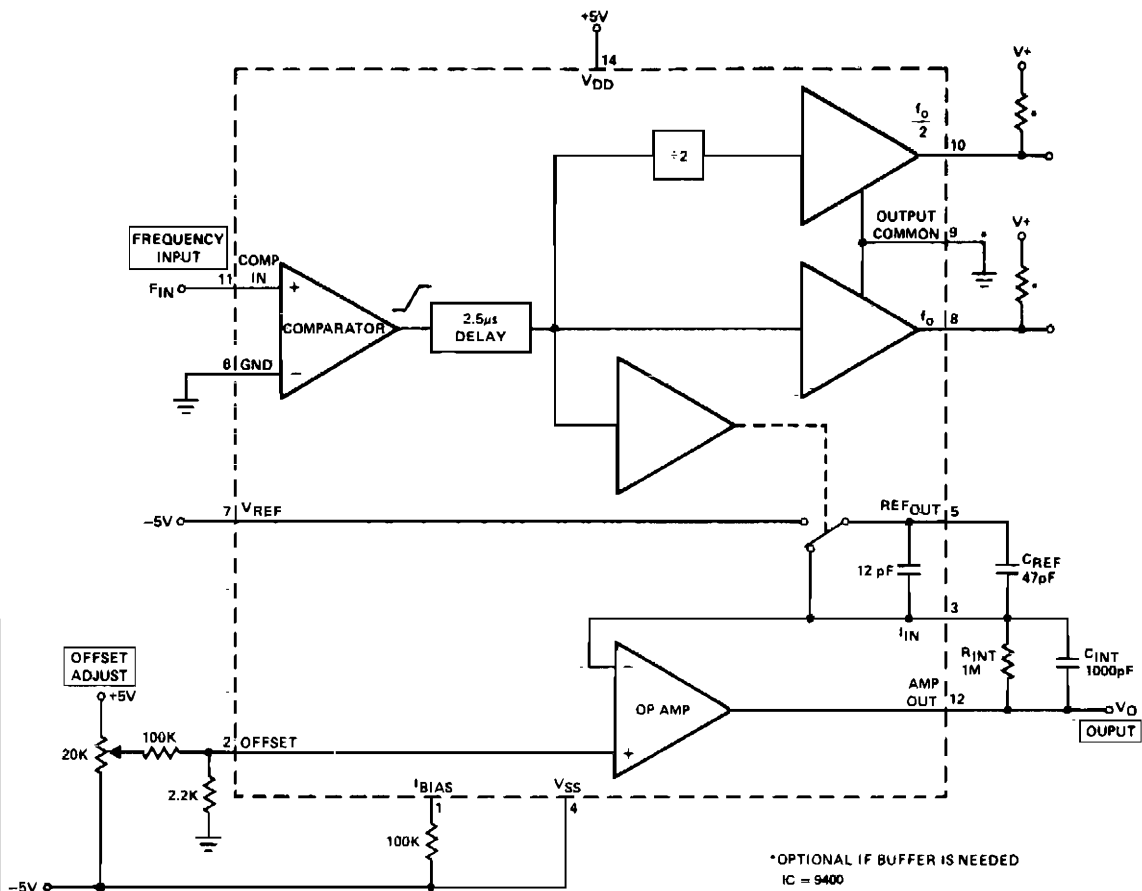 +5V
14
VDD
V+
*
fo
2
10
÷2
OUTPUT
COMMON
9
*
V+
*
FREQUENCY
INPUT
COMP
IN
11
FIN
+
COMPARATOR
2.5µs
DELAY
fo
8
6
GND
−
−5V
7
VREF
REFOUT
5
12 pF
CREF
47pF
3
IIN
RINT
1M
CINT
1000pF
OFFSET
ADJUST
+5V
−
OP AMP
+
AMP
OUT
12
VO
OUPUT
20K
100K
2
OFFSET
2.2K
IBIAS
1
VSS
4
100K
−5V
*OPTIONAL IF BUFFER IS NEEDED
IC = 9400